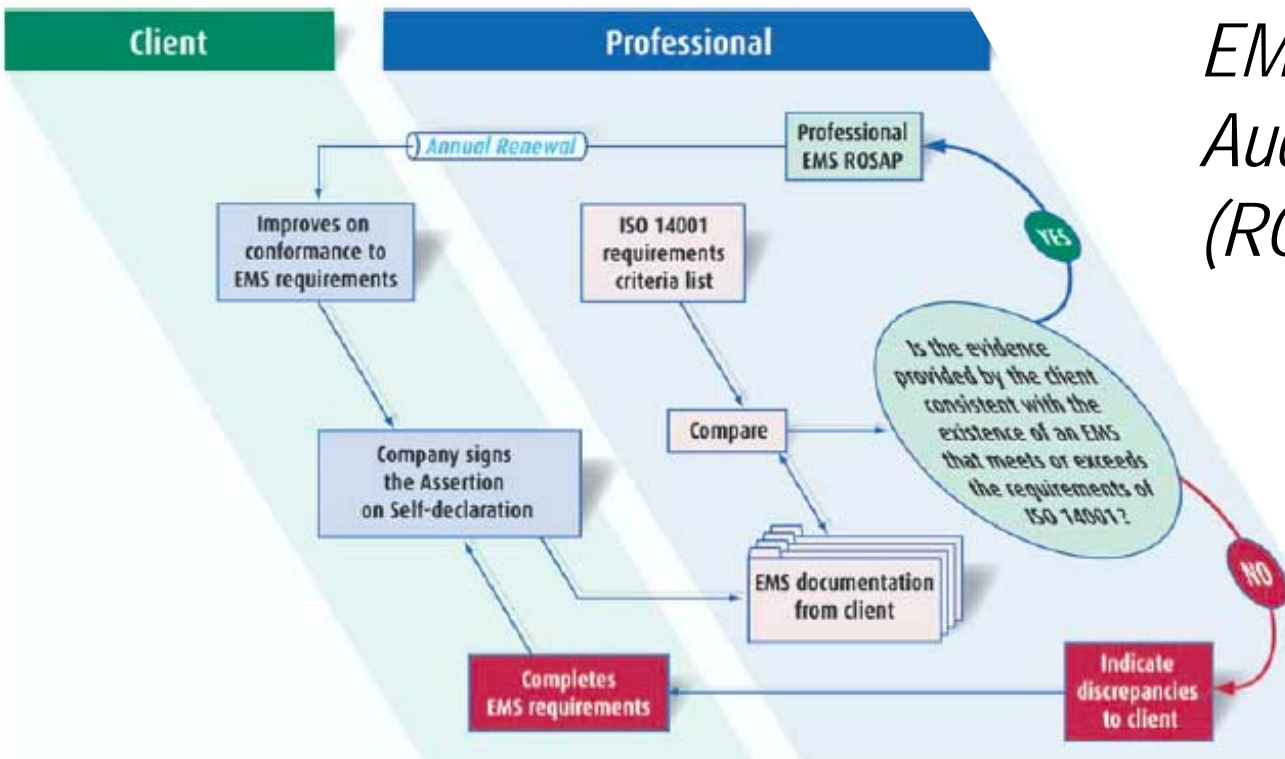 Client
Professional
EM
Aud
(RO
Annual Renewal
Professional
EMS ROSAP
Improves on
conformance to
EMS requirements
ISO 14001
requirements
criteria list
YES
Is the evidence
provided by the client
consistent with the
existence of an EMS
that meets or exceeds
the requirements of
ISO 14001?
Compare
Company signs
the Assertion
on Self-declaration
EMS documentation
from client
NO
Completes
EMS requirements
Indicate
discrepancies
to client